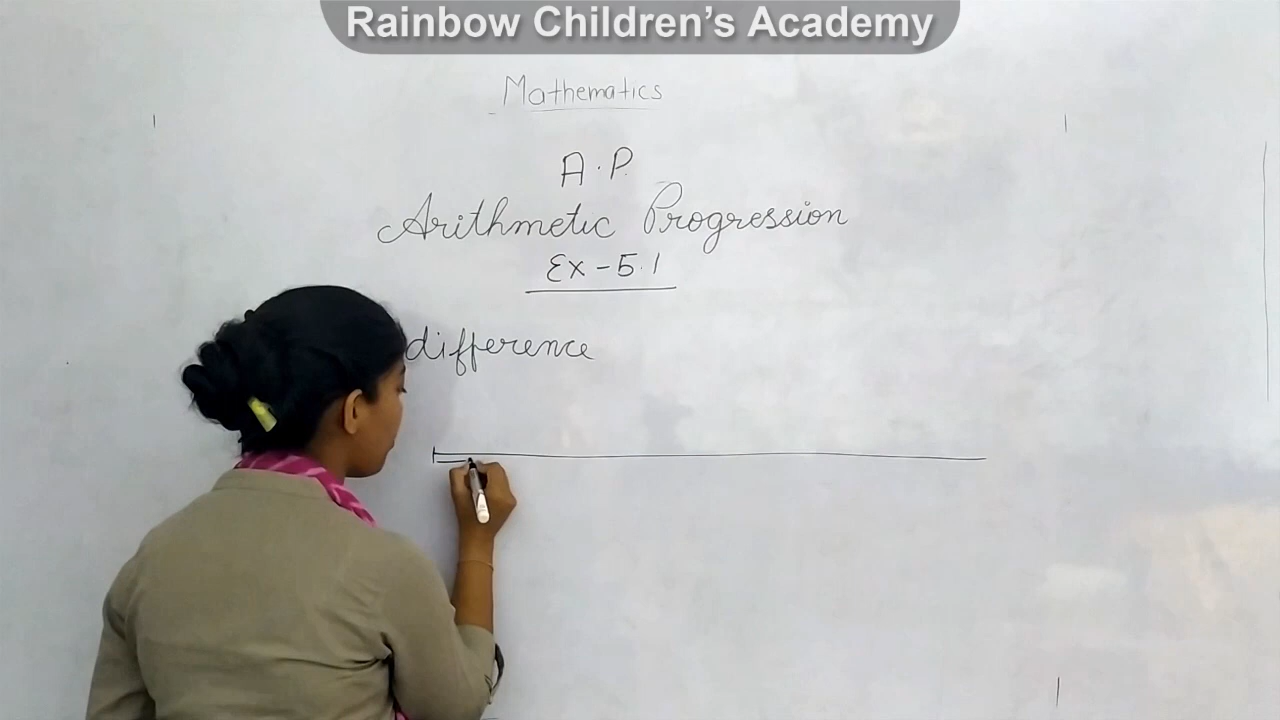 Rainbow Children's Academy
Mathematics
A.P.
Arithmetic Progression
Ex-5.1
difference